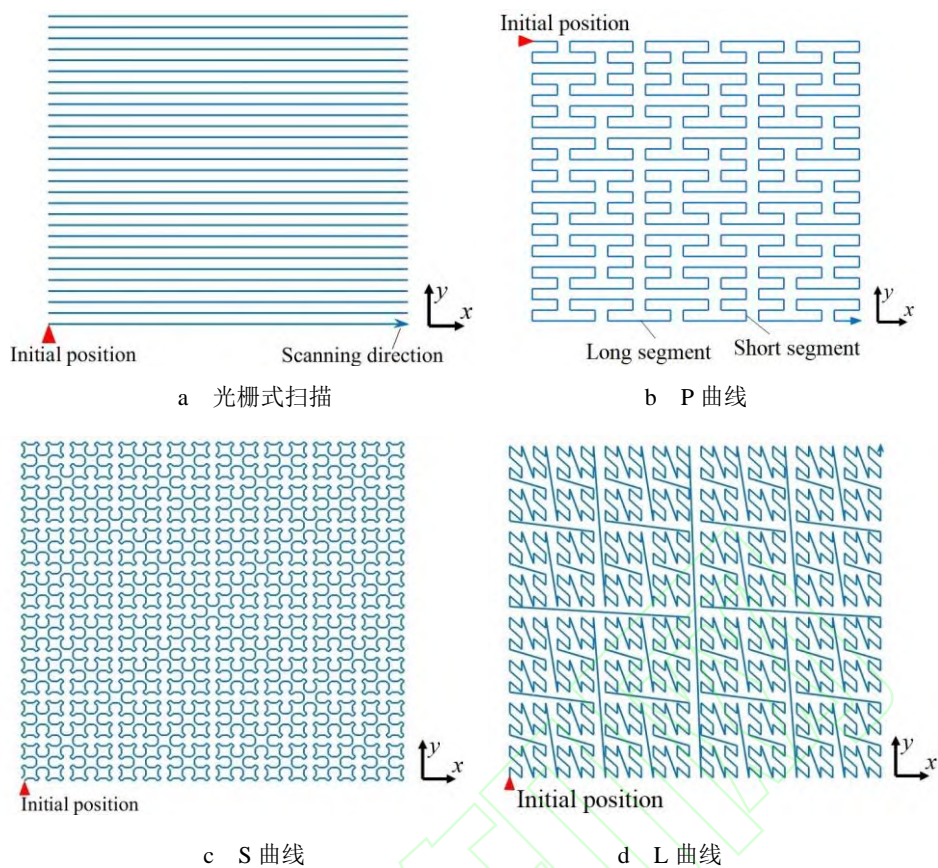 Initial position
y
x
Initial position
Scanning direction
a 光栅式扫描
y
x
Long segment
Short segment
b P 曲线
y
x
Initial position
c S 曲线
y
x
Initial position
d L 曲线